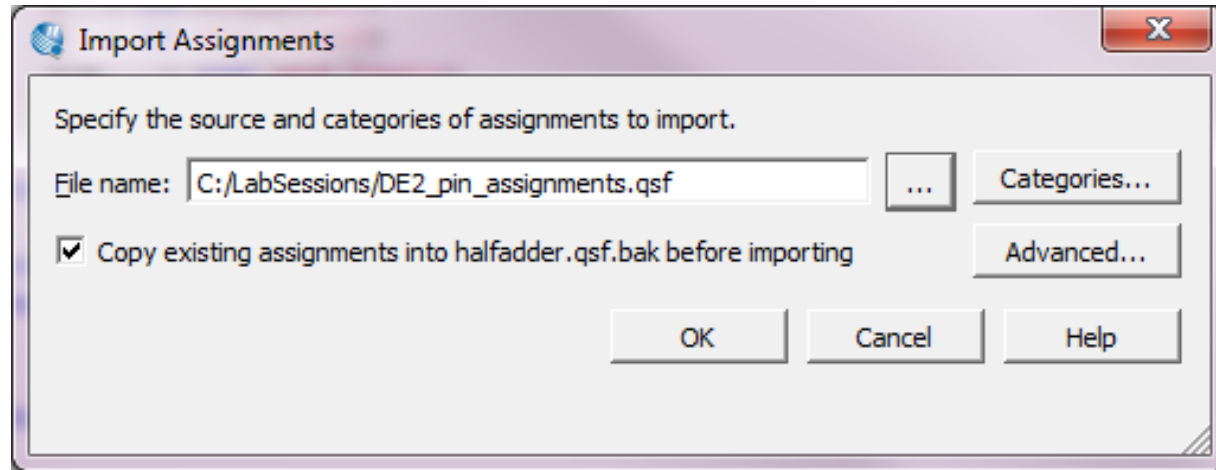 Import Assignments
Specify the source and categories of assignments to import.
File name: C:/LabSessions/DE2_pin_assignments.qsf ... Categories...
Copy existing assignments into halfadder.qsf.bak before importing Advanced...
OK Cancel Help